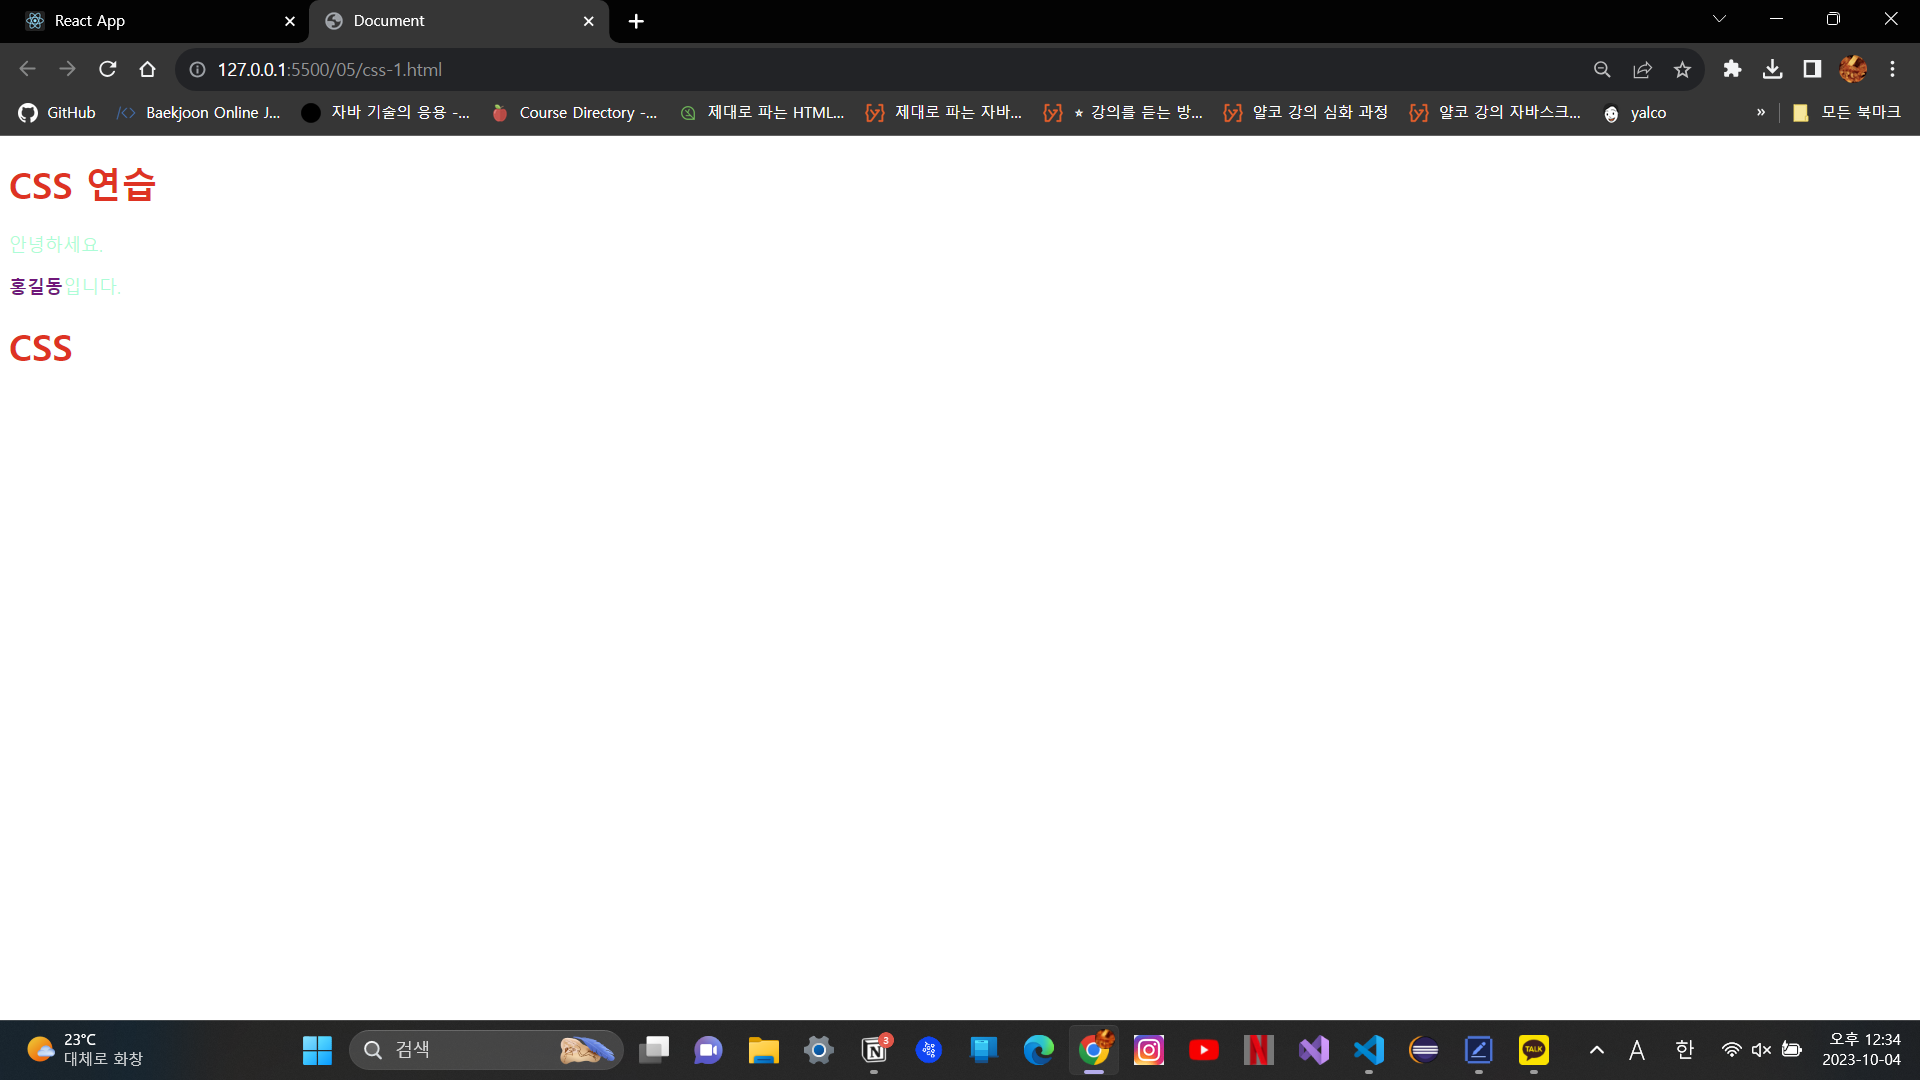 React App
Document
127.0.0.1:5500/05/css-1.html
GitHub
Baekjoon Online J...
자바 기술의 응용 -...
Course Directory -...
제대로 파는 HTML...
제대로 파는 자바...
★ 강의를 듣는 방...
얄코 강의 심화 과정
얄코 강의 자바스크...
yalco
»
모든 북마크
CSS 연습
안녕하세요.
홍길동입니다.
CSS
23°C
대체로 화창
검색
3
TALK
A
한
오후 12:34
2023-10-04